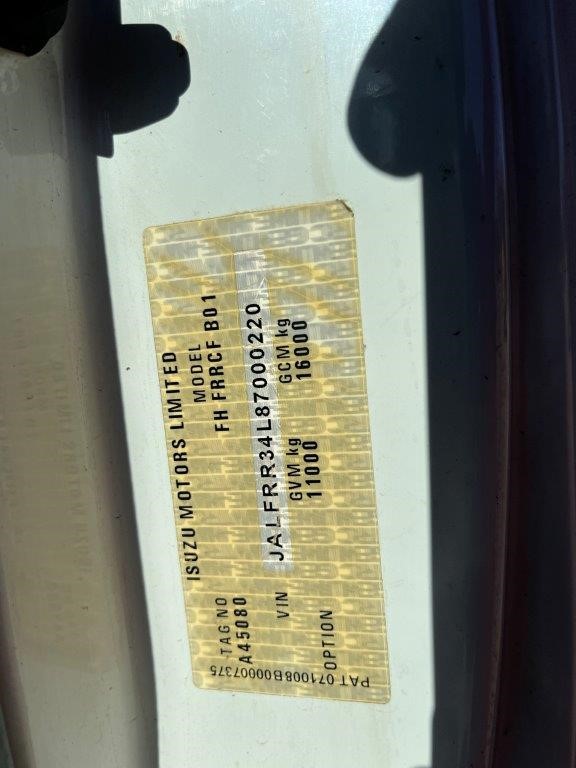 ISUZU MOTORS LIMITED
TAG NO MODEL
A45080 FH FRRCF B01
VIN JALFRR34L87000220
GVM kg GCM kg
11000 16000
OPTION
PAT 071008B00007375